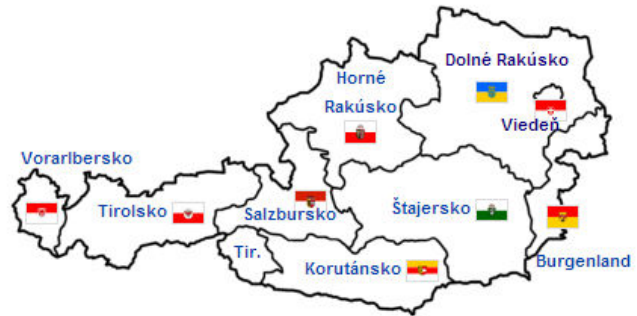 Dolné Rakúsko
Horné
Rakúsko
Viedeň
Vorarlbersko
Tirolsko
Salzbursko
Štajersko
Tir.
Korutánsko
Burgenland